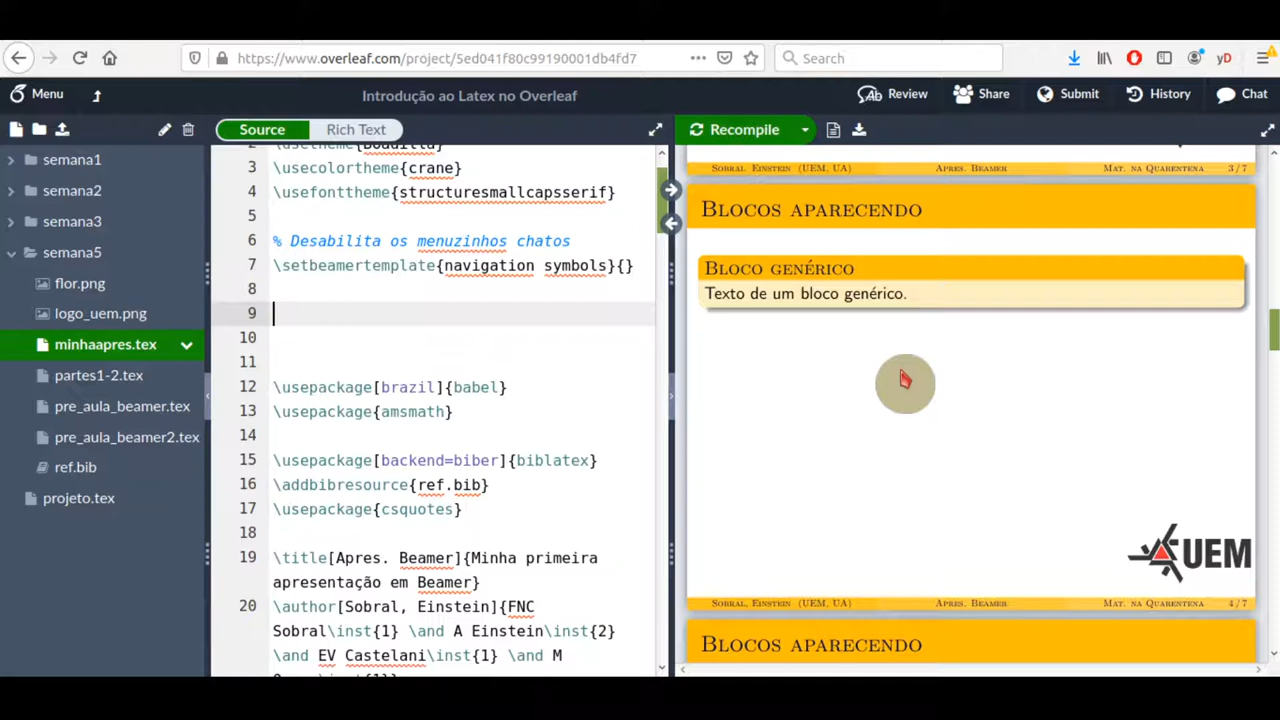 https://www.overleaf.com/project/5ed041f80c99190001db4fd7
Search
Menu
Introdução ao Latex no Overleaf
Review
Share
Submit
History
Chat
Source
Rich Text
Recompile
semana1
semana2
semana3
semana5
flor.png
logo_uem.png
minhaapres.tex
partes1-2.tex
pre_aula_beamer.tex
pre_aula_beamer2.tex
ref.bib
projeto.tex
2 \usetheme{Boadilla}
3 \usecolortheme{crane}
4 \usefonttheme{structuresmallcapsserif}
5
6 % Desabilita os menuzinhos chatos
7 \setbeamertemplate{navigation symbols}{}
8
9
10
11
12 \usepackage[brazil]{babel}
13 \usepackage{amsmath}
14
15 \usepackage[backend=biber]{biblatex}
16 \addbibresource{ref.bib}
17 \usepackage{csquotes}
18
19 \title[Apres. Beamer]{Minha primeira
apresentação em Beamer}
20 \author[Sobral, Einstein]{FNC
Sobral\inst{1} \and A Einstein\inst{2}
\and EV Castelani\inst{1} \and M
Sobral, Einstein (UEM, UA) Apres. Beamer Mat. na Quarentena 3/7
Blocos aparecendo
Bloco genérico
Texto de um bloco genérico.
UEM
Sobral, Einstein (UEM, UA) Apres. Beamer Mat. na Quarentena 4/7
Blocos aparecendo